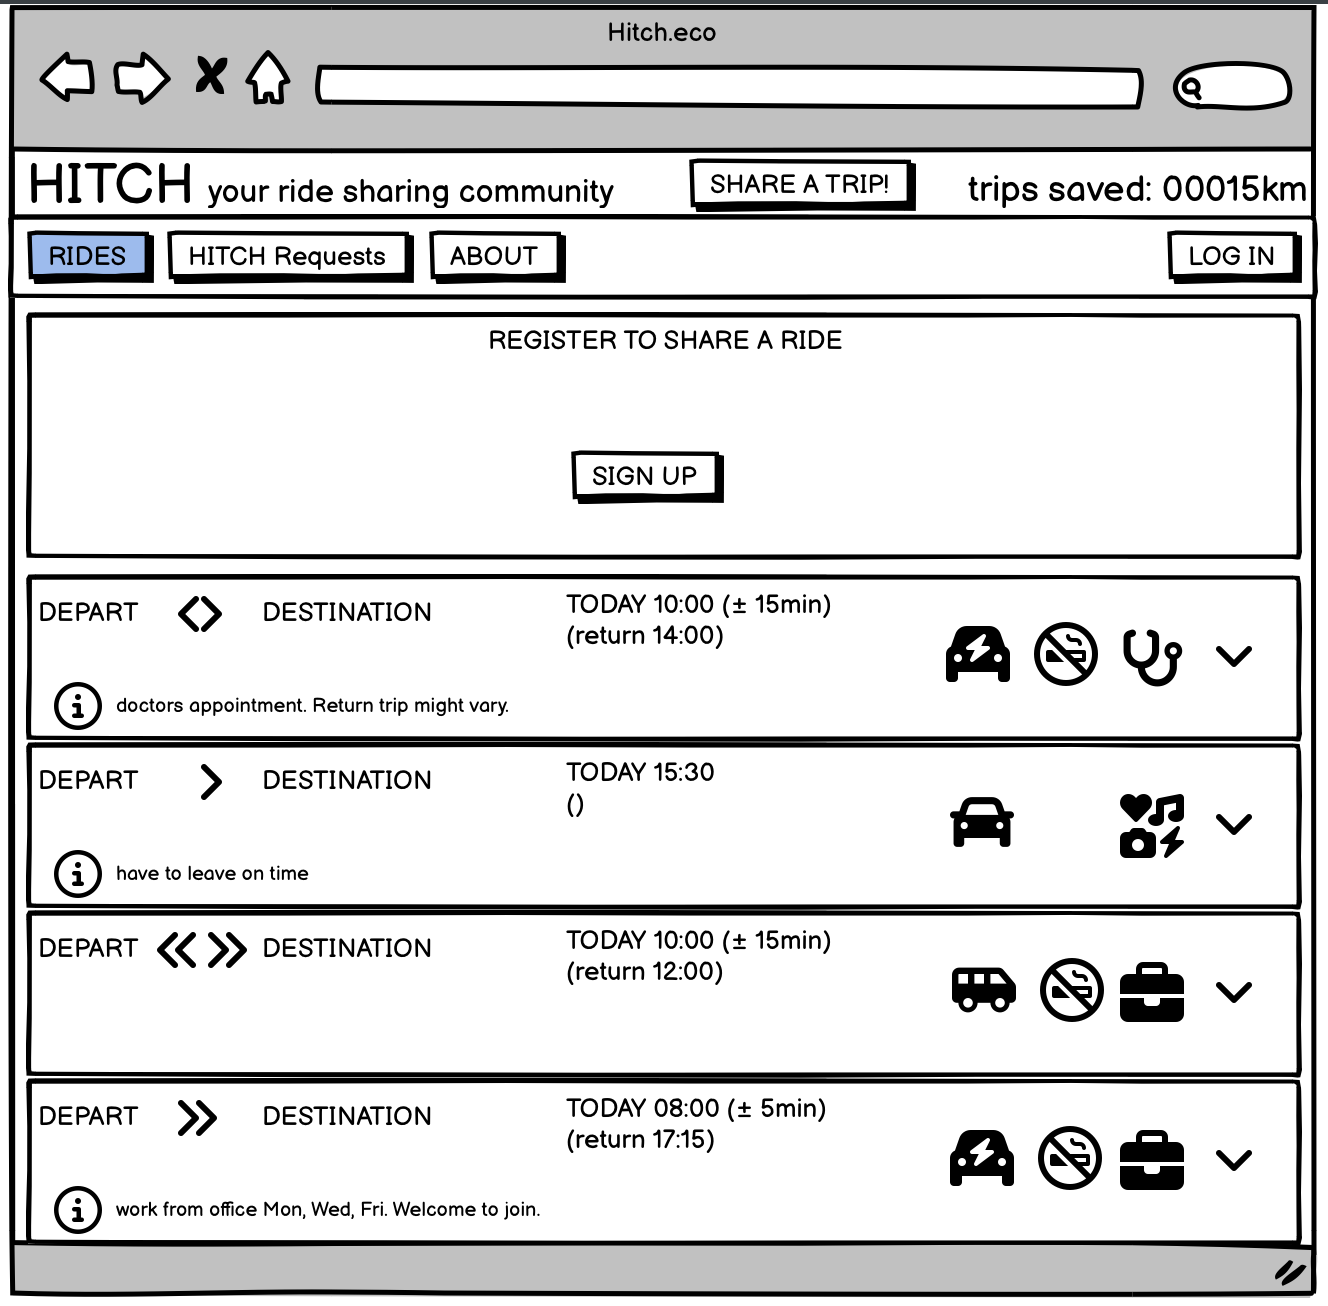 Hitch.eco
HITCH your ride sharing community
SHARE A TRIP!
trips saved: 00015km
RIDES
HITCH Requests
ABOUT
LOG IN
REGISTER TO SHARE A RIDE
SIGN UP
DEPART
DESTINATION
TODAY 10:00 (± 15min)
(return 14:00)
doctors appointment. Return trip might vary.
DEPART
DESTINATION
TODAY 15:30
()
have to leave on time
DEPART
DESTINATION
TODAY 10:00 (± 15min)
(return 12:00)
DEPART
DESTINATION
TODAY 08:00 (± 5min)
(return 17:15)
work from office Mon, Wed, Fri. Welcome to join.